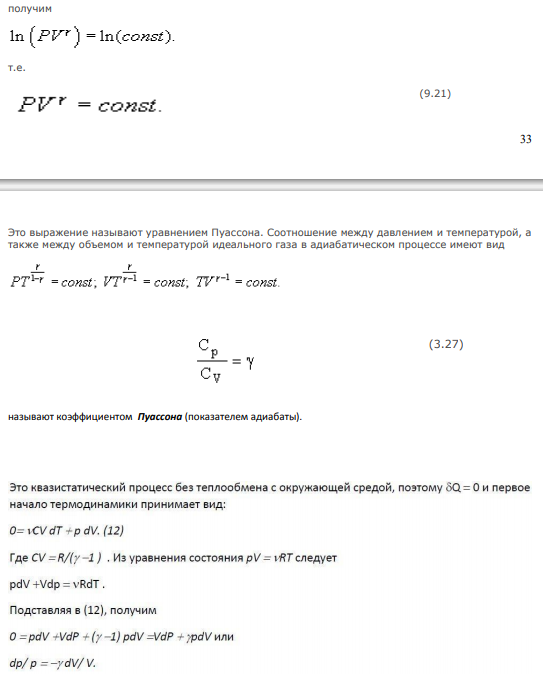 получим
ln (PV^r) = ln(const).
т.е.
PV^r = const.
(9.21)
33
Это выражение называют уравнением Пуассона. Соотношение между давлением и температурой, а
также между объемом и температурой идеального газа в адиабатическом процессе имеют вид
PT^(r/(1−r)) = const; VT^(r/(r−1)) = const; TV^(r−1) = const.
C_p/C_V = γ
(3.27)
называют коэффициентом Пуассона (показателем адиабаты).
Это квазистатический процесс без теплообмена с окружающей средой, поэтому δQ = 0 и первое
начало термодинамики принимает вид:
0= νCV dT +p dV. (12)
Где CV =R/(γ −1 ) . Из уравнения состояния pV = νRT следует
pdV +Vdp = νRdT .
Подставляя в (12), получим
0 = pdV +VdP + (γ −1) pdV =VdP + γpdV или
dp/ p = −γ dV/ V.